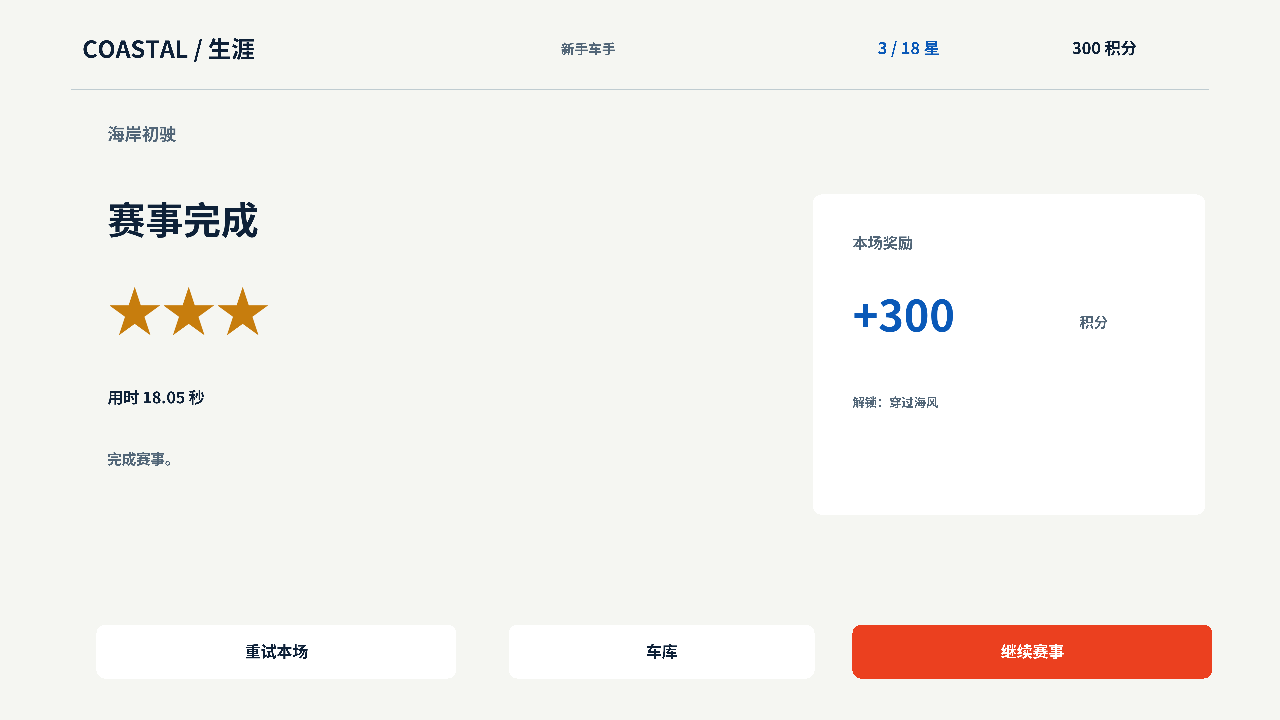 COASTAL / 生涯
新手车手
3 / 18 星
300 积分
海岸初驶
赛事完成
★★★
用时 18.05 秒
完成赛事。
本场奖励
+300 积分
解锁：穿过海风
重试本场
车库
继续赛事